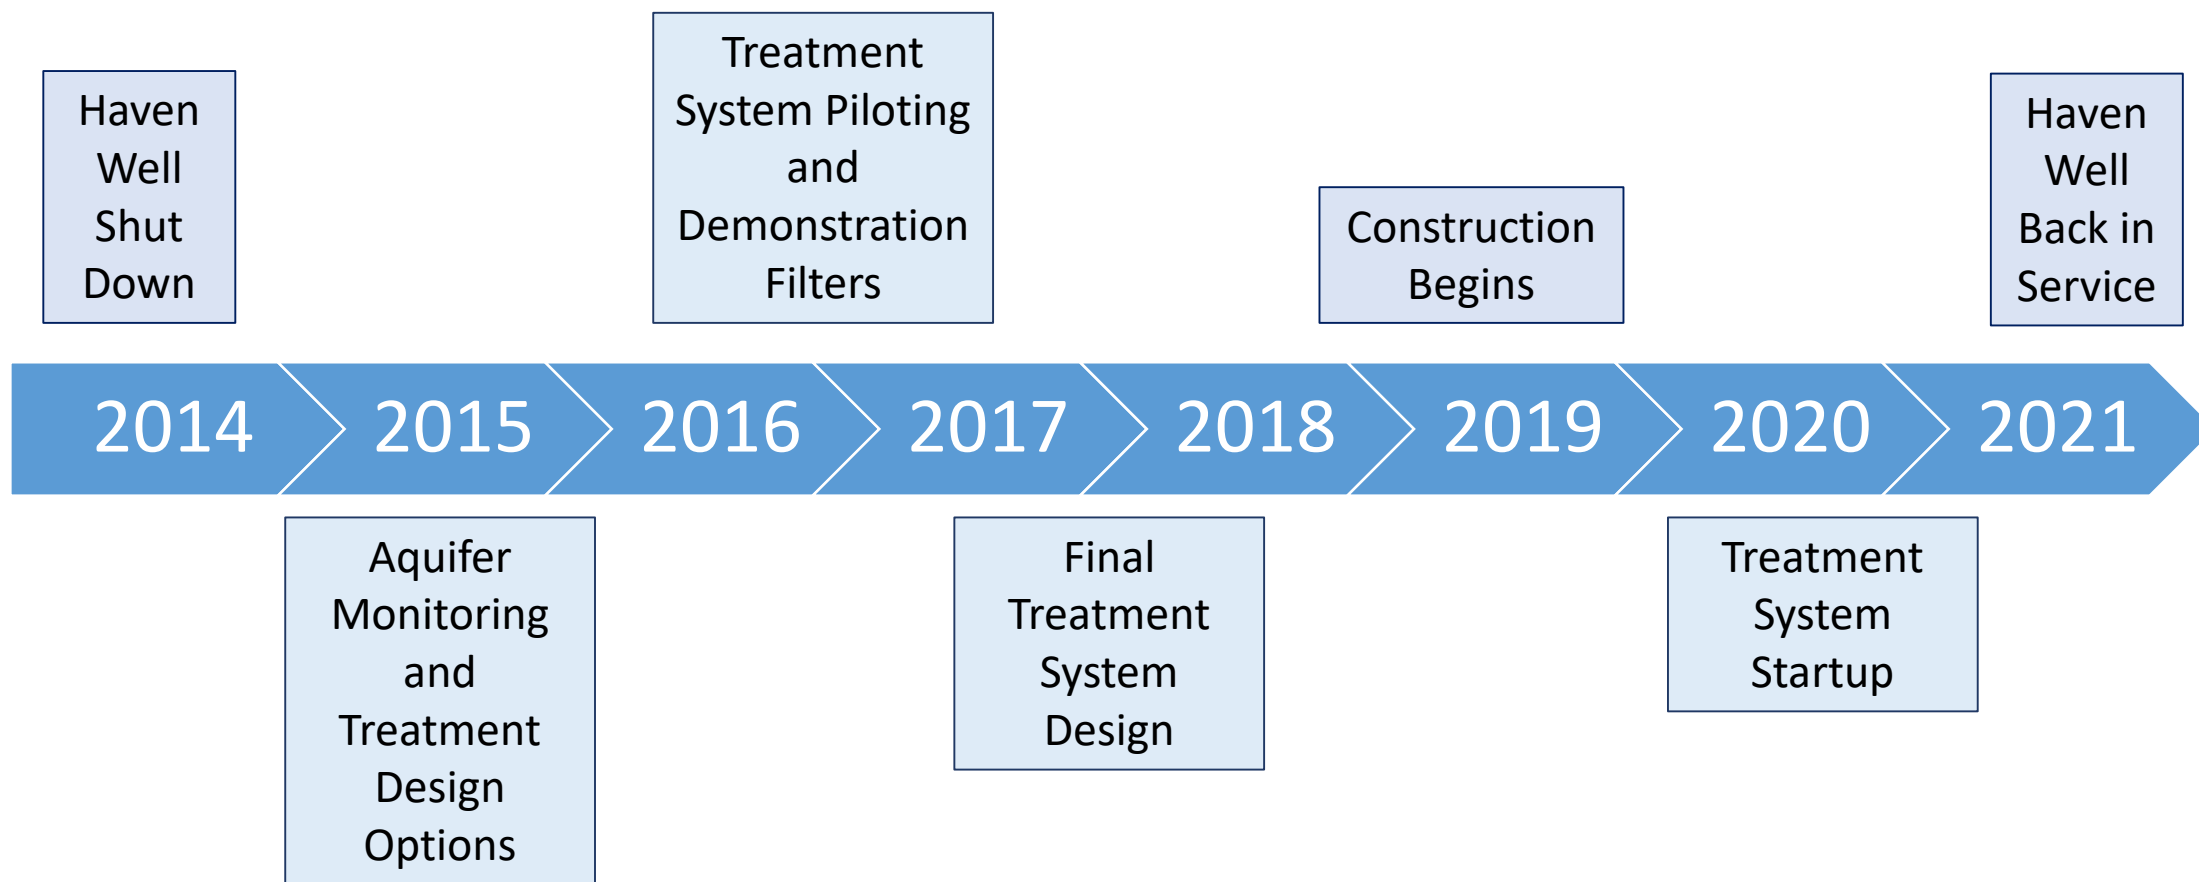 Haven
Well
Shut
Down
Treatment
System Piloting
and
Demonstration
Filters
Construction
Begins
Haven
Well
Back in
Service
2014
2015
2016
2017
2018
2019
2020
2021
Aquifer
Monitoring
and
Treatment
Design
Options
Final
Treatment
System
Design
Treatment
System
Startup